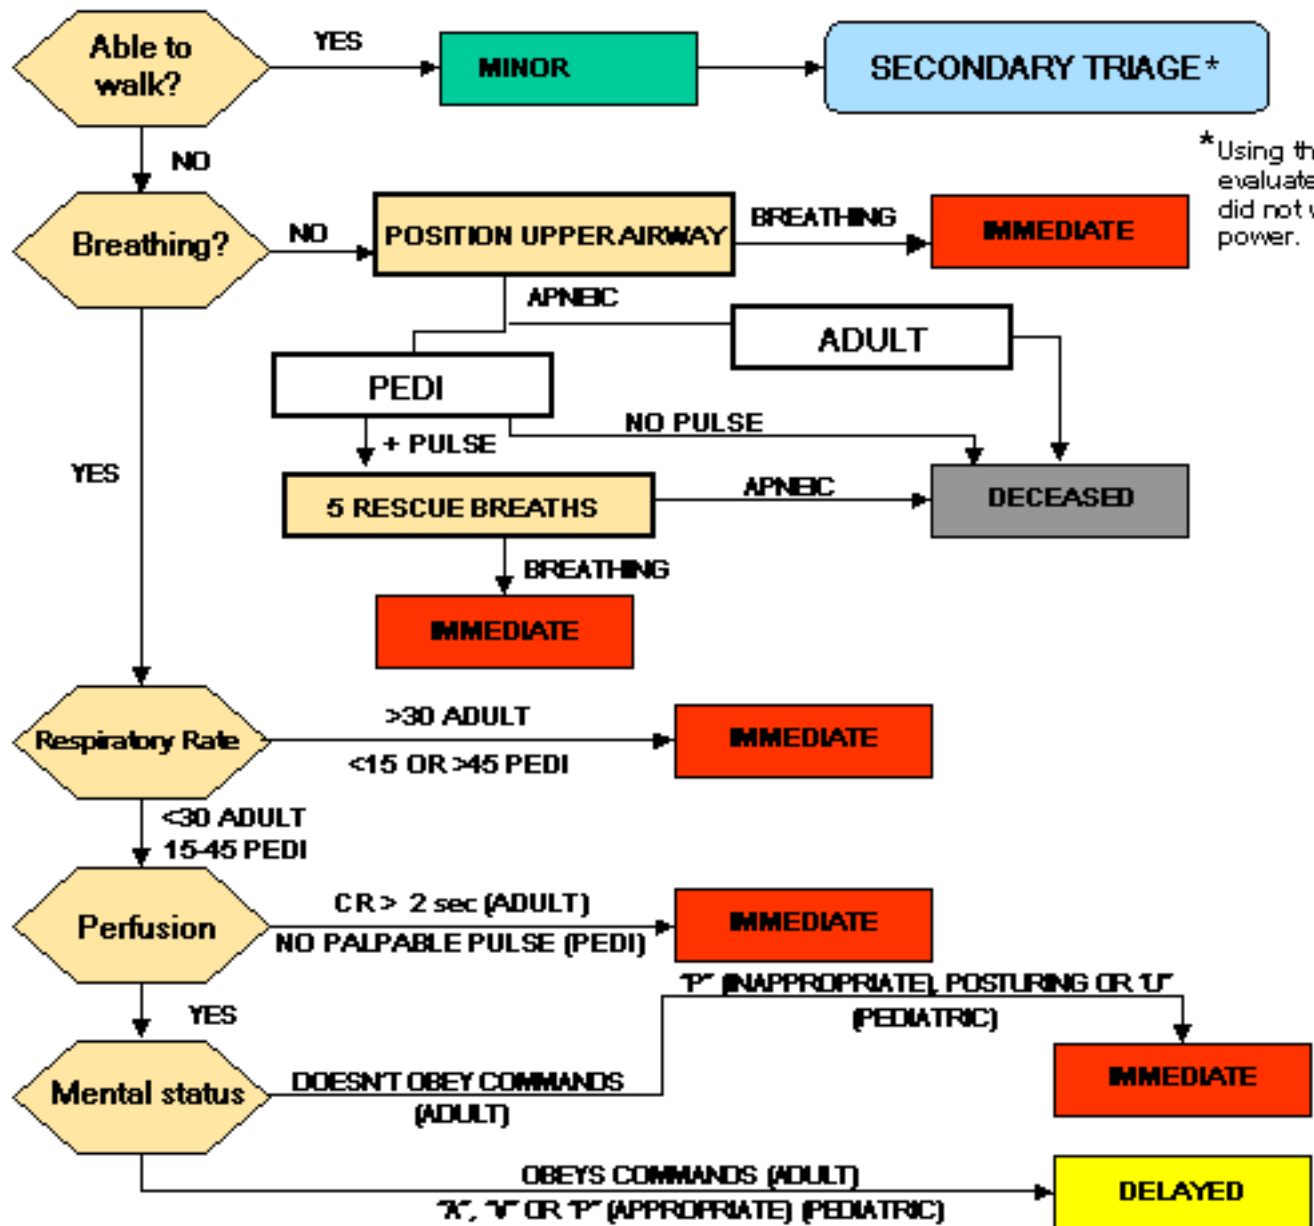 Able to
walk?
YES
MINOR
SECONDARY TRIAGE*
NO
*Using th
evaluate
did not v
power.
Breathing?
NO
POSITION UPPER AIRWAY
BREATHING
IMMEDIATE
APNEIC
ADULT
PEDI
NO PULSE
+ PULSE
YES
5 RESCUE BREATHS
APNEIC
DECEASED
BREATHING
IMMEDIATE
Respiratory Rate
>30 ADULT
<15 OR >45 PEDI
IMMEDIATE
<30 ADULT
15-45 PEDI
Perfusion
CR > 2 sec (ADULT)
NO PALPABLE PULSE (PEDI)
IMMEDIATE
YES
"P" (INAPPROPRIATE), POSTURING OR "U"
(PEDIATRIC)
Mental status
DOESN'T OBEY COMMANDS
(ADULT)
IMMEDIATE
OBEYS COMMANDS (ADULT)
"A", "V" OR "P" (APPROPRIATE) (PEDIATRIC)
DELAYED